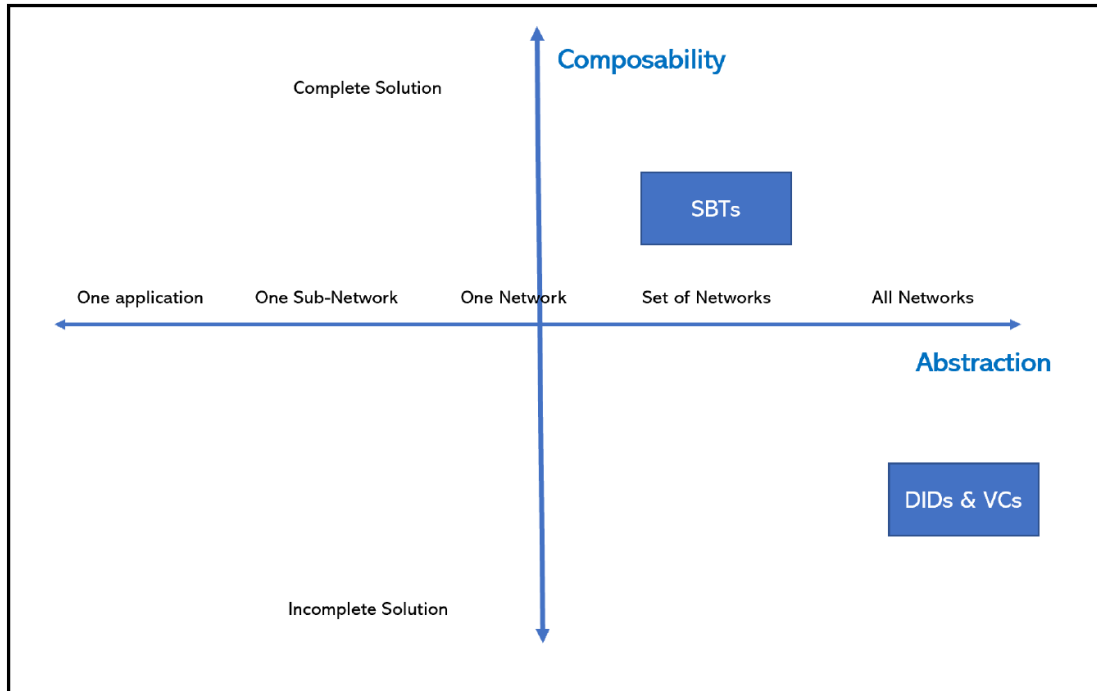 Composability
Complete Solution
SBTs
One application
One Sub-Network
One Network
Set of Networks
All Networks
Abstraction
DIDs & VCs
Incomplete Solution